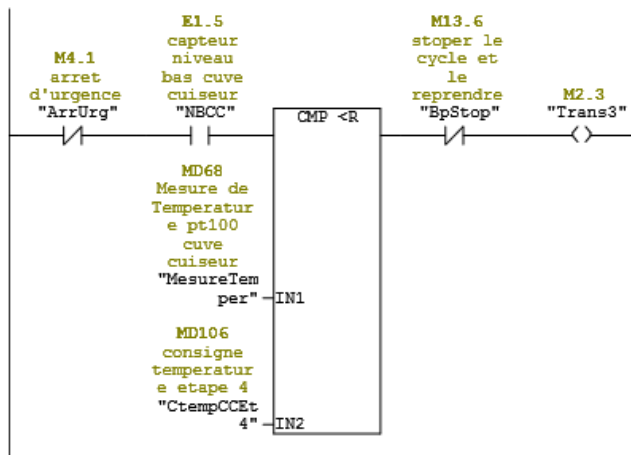 M4.1
arret
d'urgence
"ArrUrg"
E1.5
capteur
niveau
bas cuve
cuiseur
"NBCC"
CMP <R
M13.6
stoper le
cycle et
le
reprendre
"BpStop"
M2.3
"Trans3"
MD68
Mesure de
Temperatur
e pt100
cuve
cuiseur
"MesureTem
per"
IN1
MD106
consigne
temperatur
e etape 4
"CtempCCEt
4"
IN2